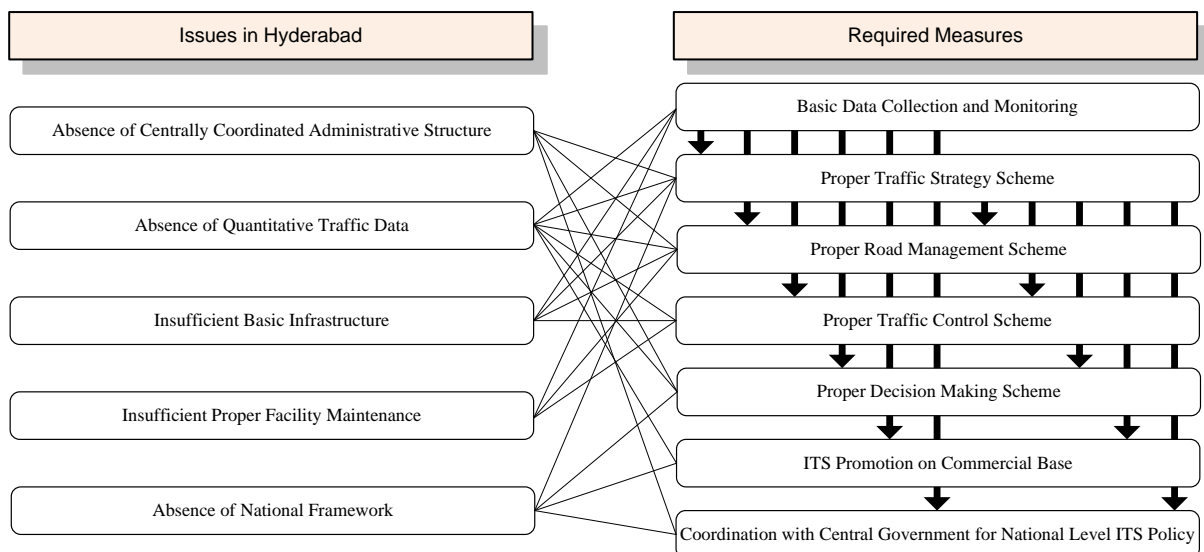 Issues in Hyderabad
Absence of Centrally Coordinated Administrative Structure
Absence of Quantitative Traffic Data
Insufficient Basic Infrastructure
Insufficient Proper Facility Maintenance
Absence of National Framework
Required Measures
Basic Data Collection and Monitoring
Proper Traffic Strategy Scheme
Proper Road Management Scheme
Proper Traffic Control Scheme
Proper Decision Making Scheme
ITS Promotion on Commercial Base
Coordination with Central Government for National Level ITS Policy